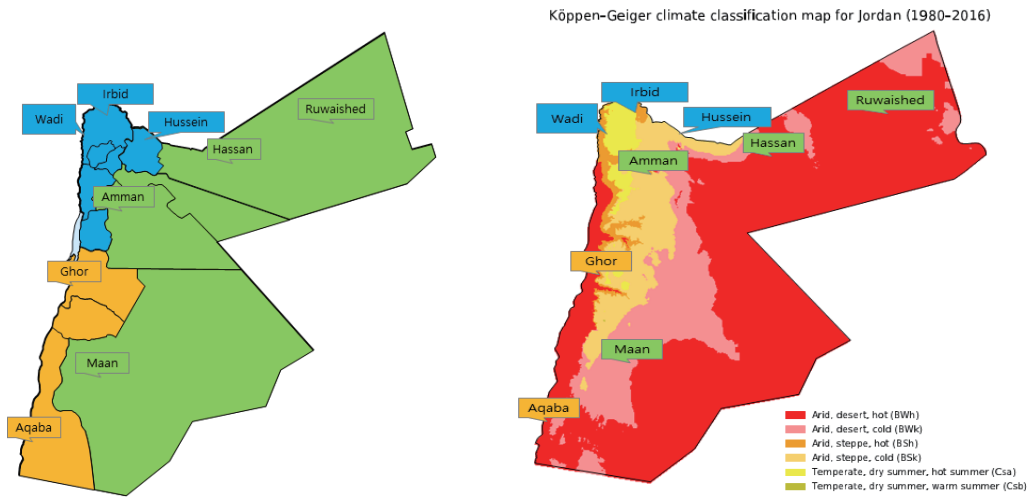 Irbid
Wadi
Hussein
Hassan
Ruwaished
Amman
Ghor
Maan
Aqaba
Köppen–Geiger climate classification map for Jordan (1980–2016)
Irbid
Wadi
Hussein
Hassan
Ruwaished
Amman
Ghor
Maan
Aqaba
Arid, desert, hot (BWh)
Arid, desert, cold (BWk)
Arid, steppe, hot (BSh)
Arid, steppe, cold (BSk)
Temperate, dry summer, hot summer (Csa)
Temperate, dry summer, warm summer (Csb)